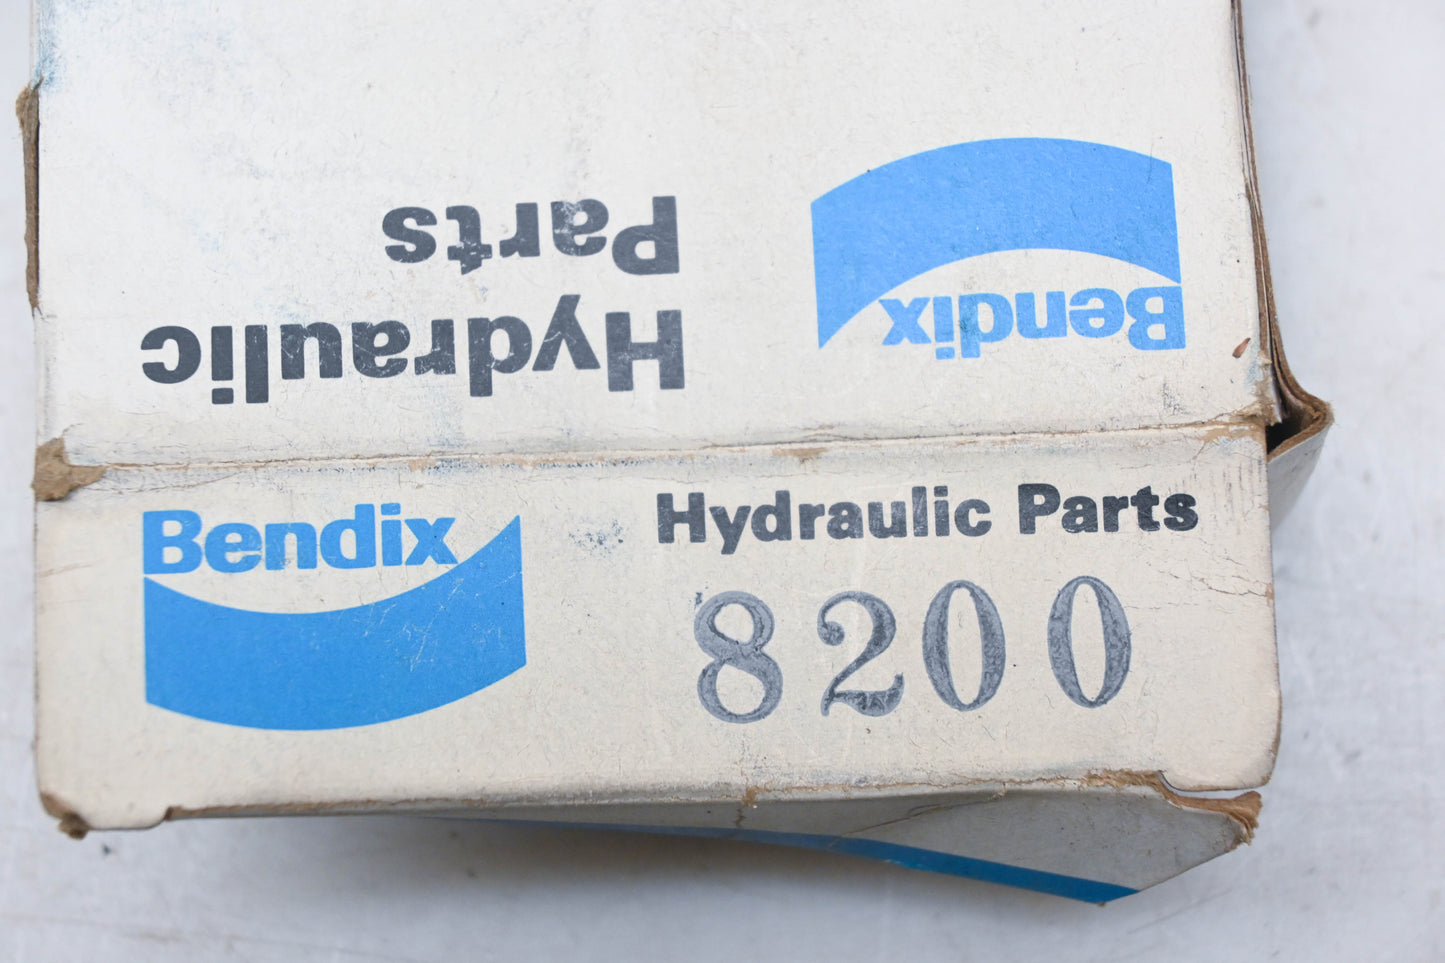 Hydraulic
Parts
Bendix
Bendix
Hydraulic Parts
8200